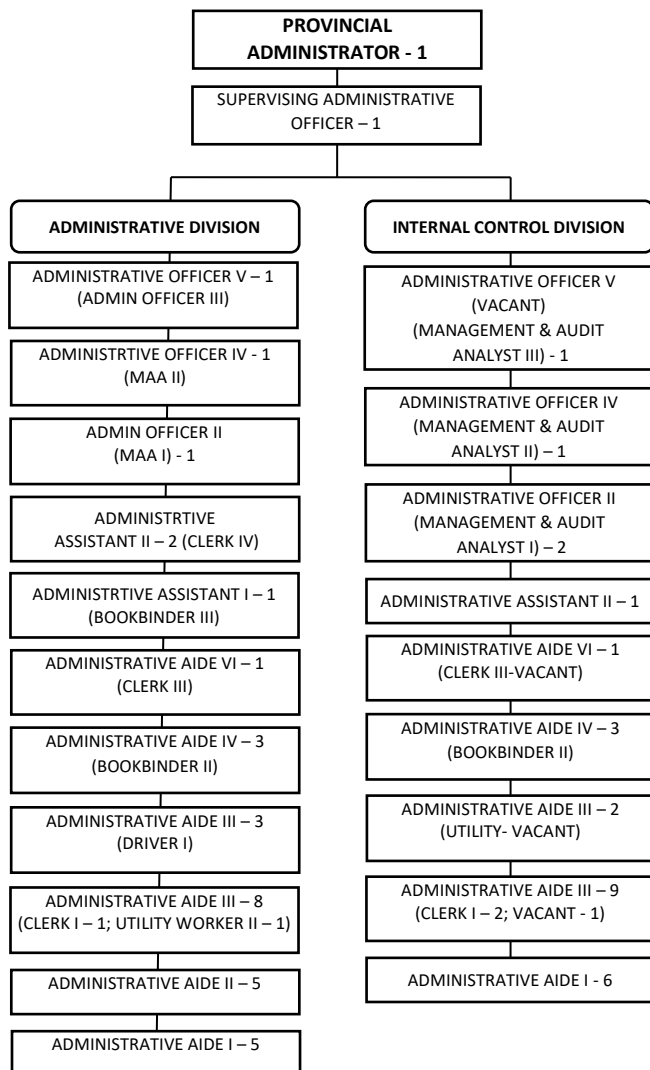 PROVINCIAL
ADMINISTRATOR - 1
SUPERVISING ADMINISTRATIVE
OFFICER – 1
ADMINISTRATIVE DIVISION
ADMINISTRATIVE OFFICER V – 1
(ADMIN OFFICER III)
ADMINISTRTIVE OFFICER IV - 1
(MAA II)
ADMIN OFFICER II
(MAA I) - 1
ADMINISTRTIVE
ASSISTANT II – 2 (CLERK IV)
ADMINISTRTIVE ASSISTANT I – 1
(BOOKBINDER III)
ADMINISTRATIVE AIDE VI – 1
(CLERK III)
ADMINISTRATIVE AIDE IV – 3
(BOOKBINDER II)
ADMINISTRATIVE AIDE III – 3
(DRIVER I)
ADMINISTRATIVE AIDE III – 8
(CLERK I – 1; UTILITY WORKER II – 1)
ADMINISTRATIVE AIDE II – 5
ADMINISTRATIVE AIDE I – 5
INTERNAL CONTROL DIVISION
ADMINISTRATIVE OFFICER V
(VACANT)
(MANAGEMENT & AUDIT
ANALYST III) - 1
ADMINISTRATIVE OFFICER IV
(MANAGEMENT & AUDIT
ANALYST II) – 1
ADMINISTRATIVE OFFICER II
(MANAGEMENT & AUDIT
ANALYST I) – 2
ADMINISTRATIVE ASSISTANT II – 1
ADMINISTRATIVE AIDE VI – 1
(CLERK III-VACANT)
ADMINISTRATIVE AIDE IV – 3
(BOOKBINDER II)
ADMINISTRATIVE AIDE III – 2
(UTILITY- VACANT)
ADMINISTRATIVE AIDE III – 9
(CLERK I – 2; VACANT - 1)
ADMINISTRATIVE AIDE I - 6